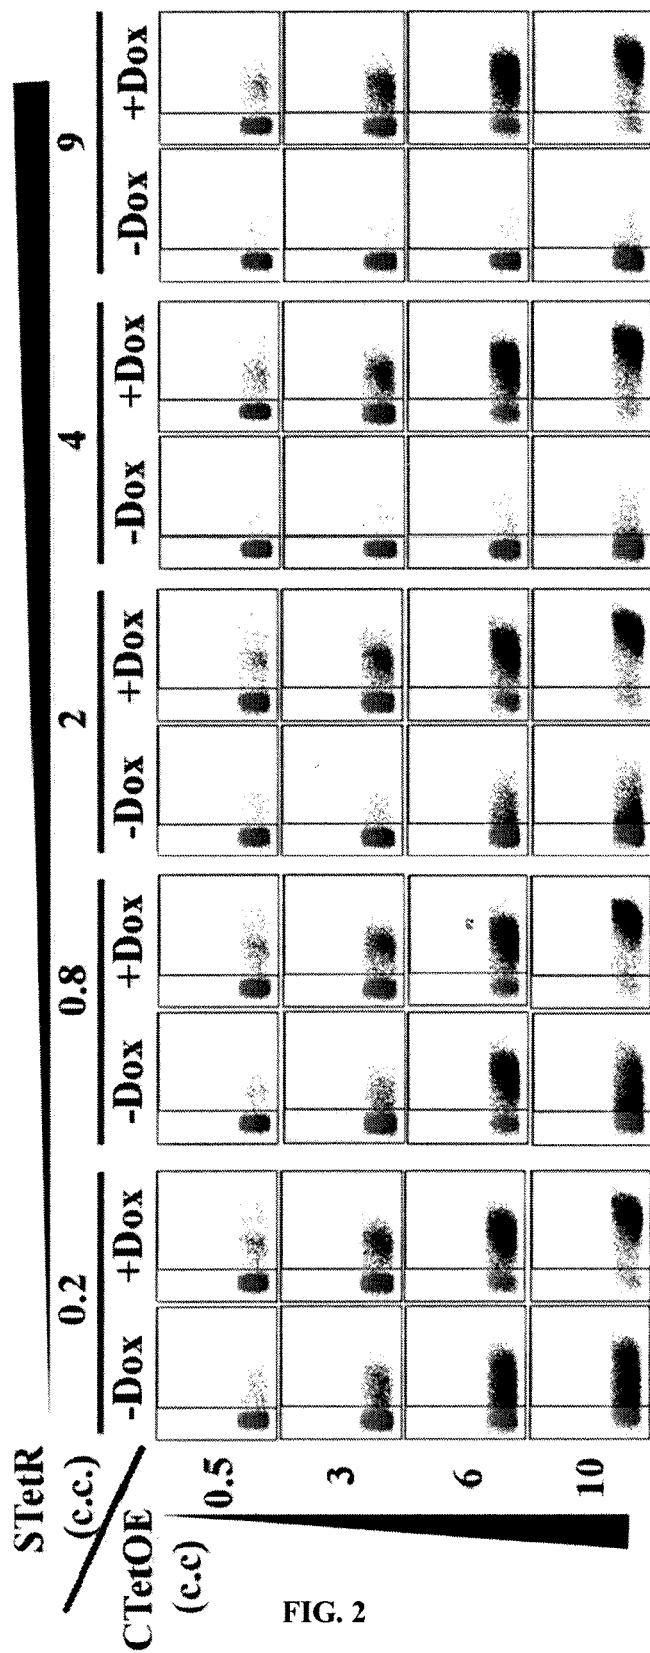 STetR
(c.c.)
0.2 0.8 2 4 9
CTetOE
(c.c)
-Dox +Dox -Dox +Dox -Dox +Dox -Dox +Dox -Dox +Dox
0.5
3
6
10
FIG. 2